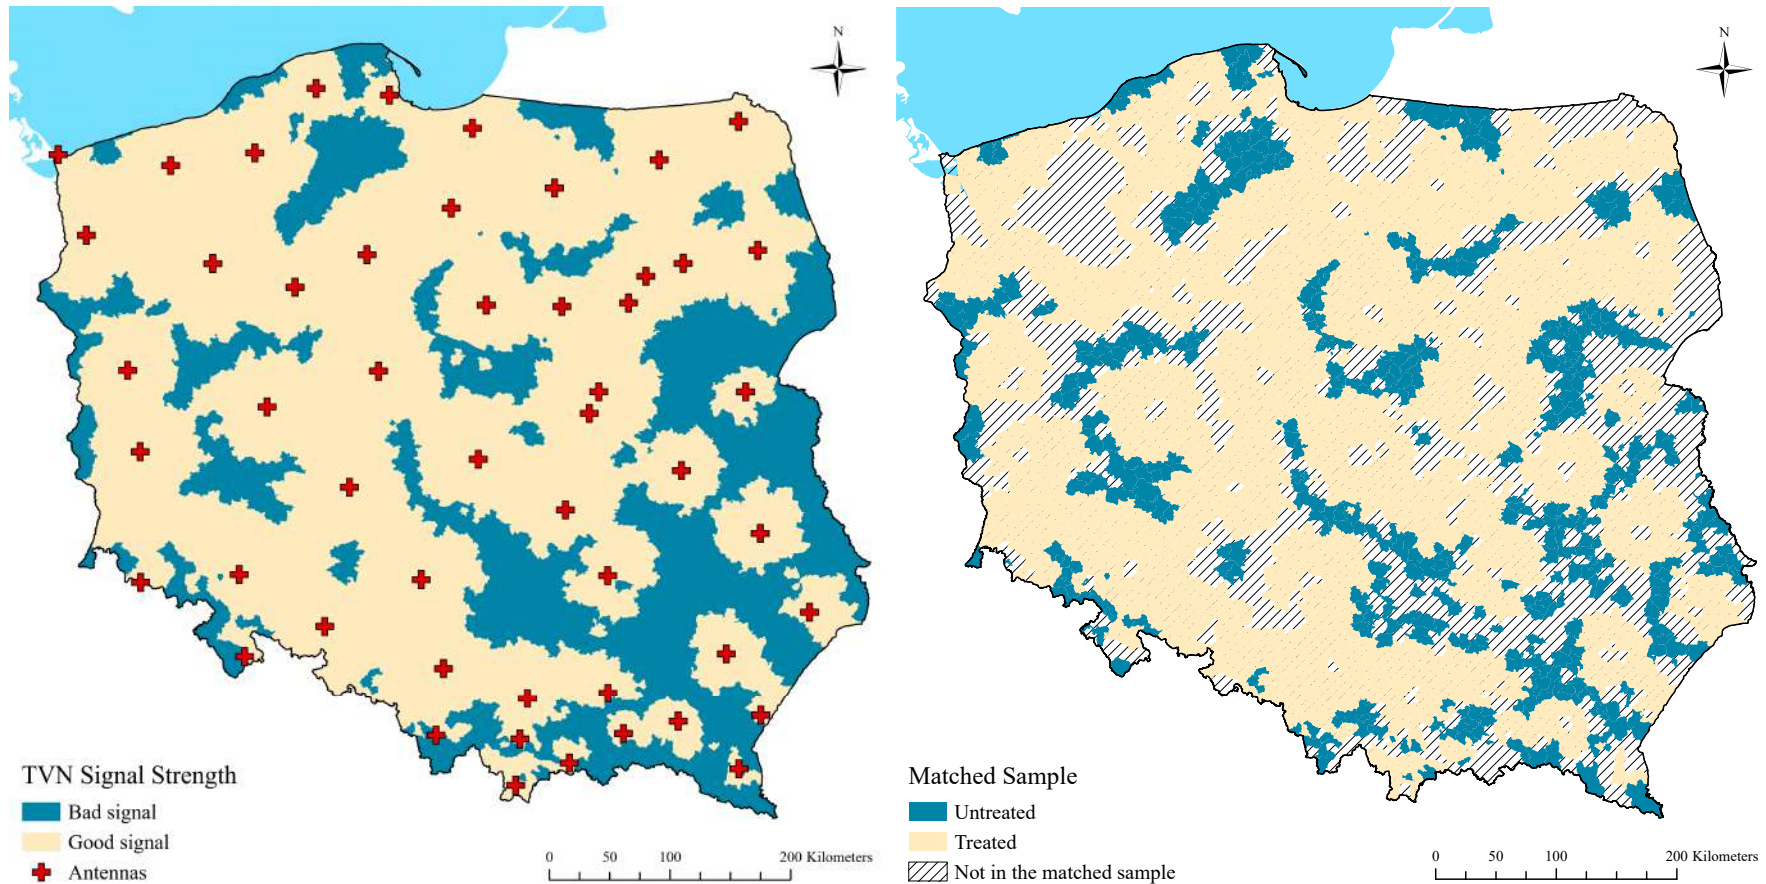 N
TVN Signal Strength
Bad signal
Good signal
Antennas
0 50 100 200 Kilometers
N
Matched Sample
Untreated
Treated
Not in the matched sample
0 50 100 200 Kilometers